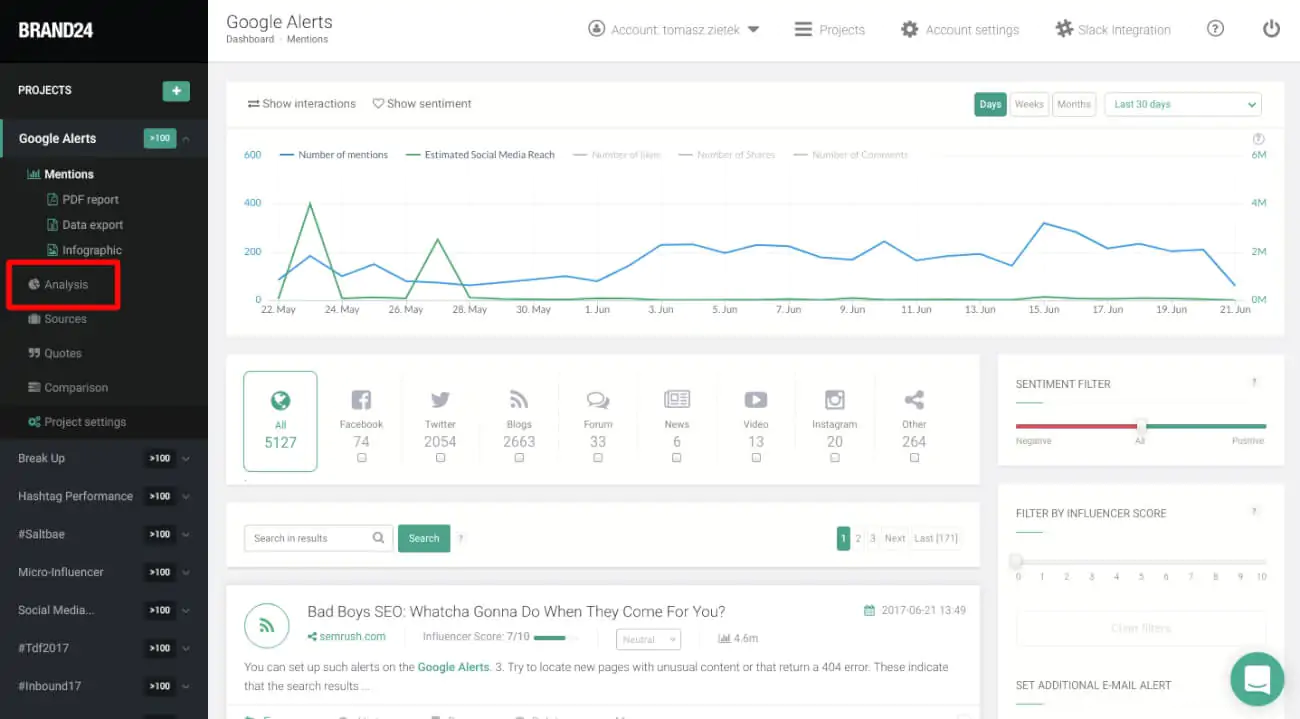 BRAND24
Google Alerts
Dashboard Mentions
Account: tomasz.zietek
Projects
Account settings
Slack Integration
?
PROJECTS
+
Google Alerts >100
Mentions
PDF report
Data export
Infographic
Analysis
Sources
Quotes
Comparison
Project settings
Break Up >100
Hashtag Performance >100
#Saltbae >100
Micro-Influencer >100
Social Media... >100
#Tdf2017 >100
#Inbound17 >100
Show interactions Show sentiment
Days Weeks Months Last 30 days
?
600 Number of mentions Estimated Social Media Reach Number of likes Number of Shares Number of Comments 6M
400 4M
200 2M
0 0M
22. May 24. May 26. May 28. May 30. May 1. Jun 3. Jun 5. Jun 7. Jun 9. Jun 11. Jun 13. Jun 15. Jun 17. Jun 19. Jun 21. Jun
All Facebook Twitter Blogs Forum News Video Instagram Other
5127 74 2054 2663 33 6 13 20 264
SENTIMENT FILTER ?
Negative All Positive
Search in results Search ?
1 2 3 Next Last [171]
FILTER BY INFLUENCER SCORE ?
0 1 2 3 4 5 6 7 8 9 10
Clear filters
SET ADDITIONAL E-MAIL ALERT
Bad Boys SEO: Whatcha Gonna Do When They Come For You? 2017-06-21 13:49
semrush.com Influencer Score: 7/10 Neutral 4.6m
You can set up such alerts on the Google Alerts. 3. Try to locate new pages with unusual content or that return a 404 error. These indicate
that the search results ...